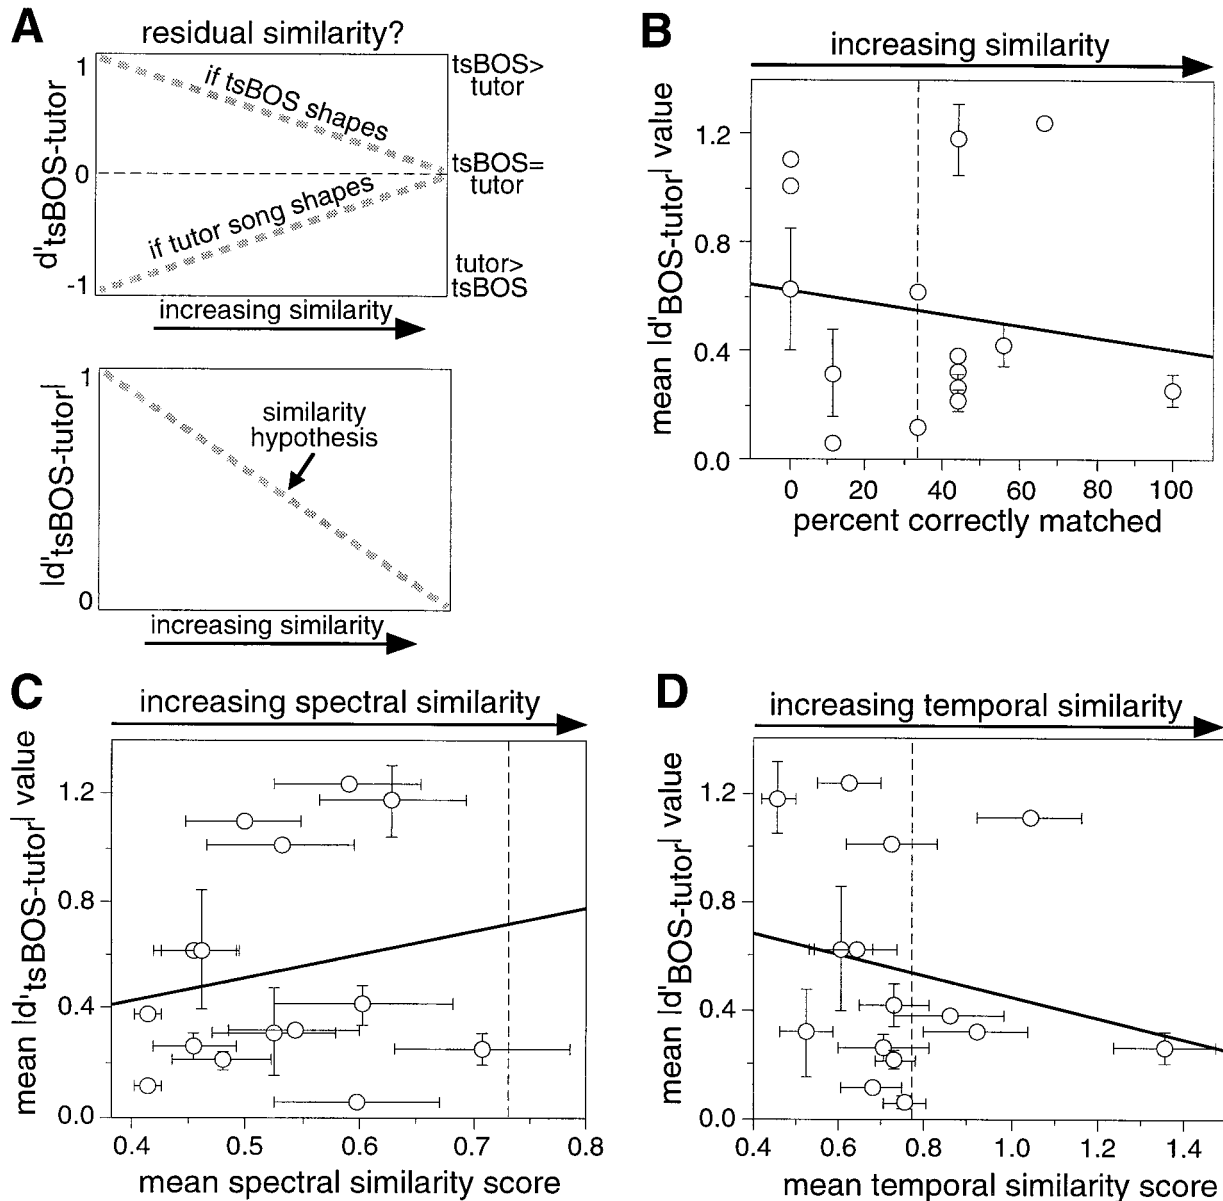 A
residual similarity?
1
0
-1
d'tsBOS-tutor
if tsBOS shapes
if tutor song shapes
tsBOS>
tutor
tsBOS=
tutor
tutor>
tsBOS
increasing similarity
1
0
|d'tsBOS-tutor|
similarity
hypothesis
increasing similarity
B
increasing similarity
mean |d'BOS-tutor| value
1.2
0.8
0.4
0.0
0 20 40 60 80 100
percent correctly matched
C
increasing spectral similarity
mean |d'tsBOS-tutor| value
1.2
0.8
0.4
0.0
0.4 0.5 0.6 0.7 0.8
mean spectral similarity score
D
increasing temporal similarity
mean |d'BOS-tutor| value
1.2
0.8
0.4
0.0
0.4 0.6 0.8 1.0 1.2 1.4
mean temporal similarity score